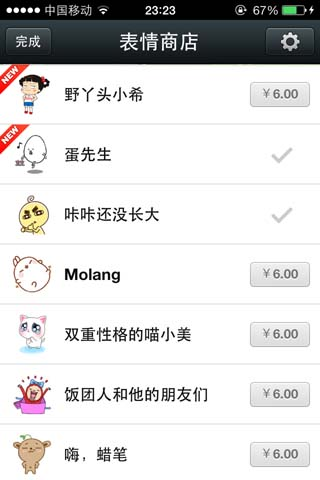 中国移动 23:23 67%
完成 表情商店
NEW
野丫头小希 ¥6.00
NEW
蛋先生
咔咔还没长大
Molang ¥6.00
双重性格的喵小美 ¥6.00
饭团人和他的朋友们 ¥6.00
嗨，蜡笔 ¥6.00